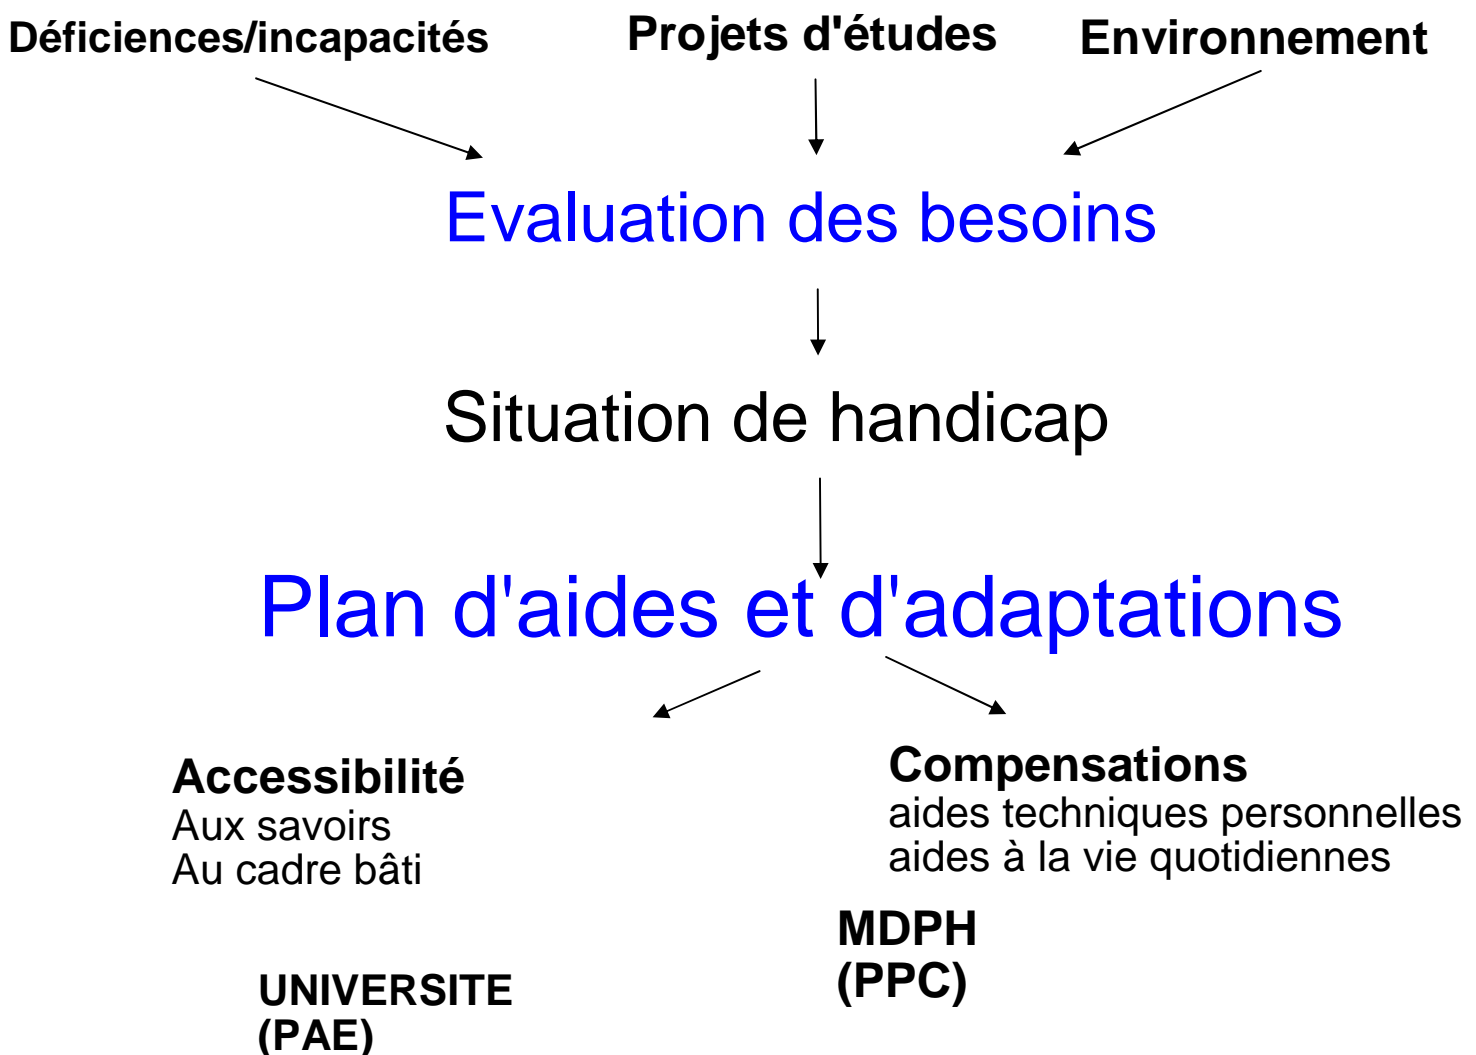 Déficiences/incapacités
Projets d'études
Environnement
Evaluation des besoins
Situation de handicap
Plan d'aides et d'adaptations
Accessibilité
Aux savoirs
Au cadre bâti
UNIVERSITE
(PAE)
Compensations
aides techniques personnelles
aides à la vie quotidiennes
MDPH
(PPC)